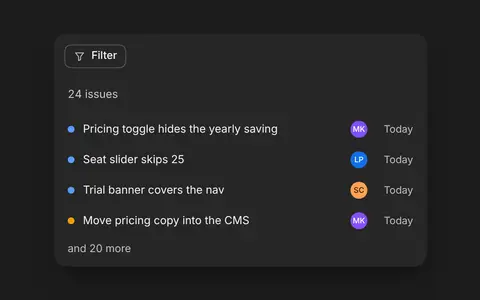 Filter
24 issues
Pricing toggle hides the yearly saving MK Today
Seat slider skips 25 LP Today
Trial banner covers the nav SC Today
Move pricing copy into the CMS MK Today
and 20 more